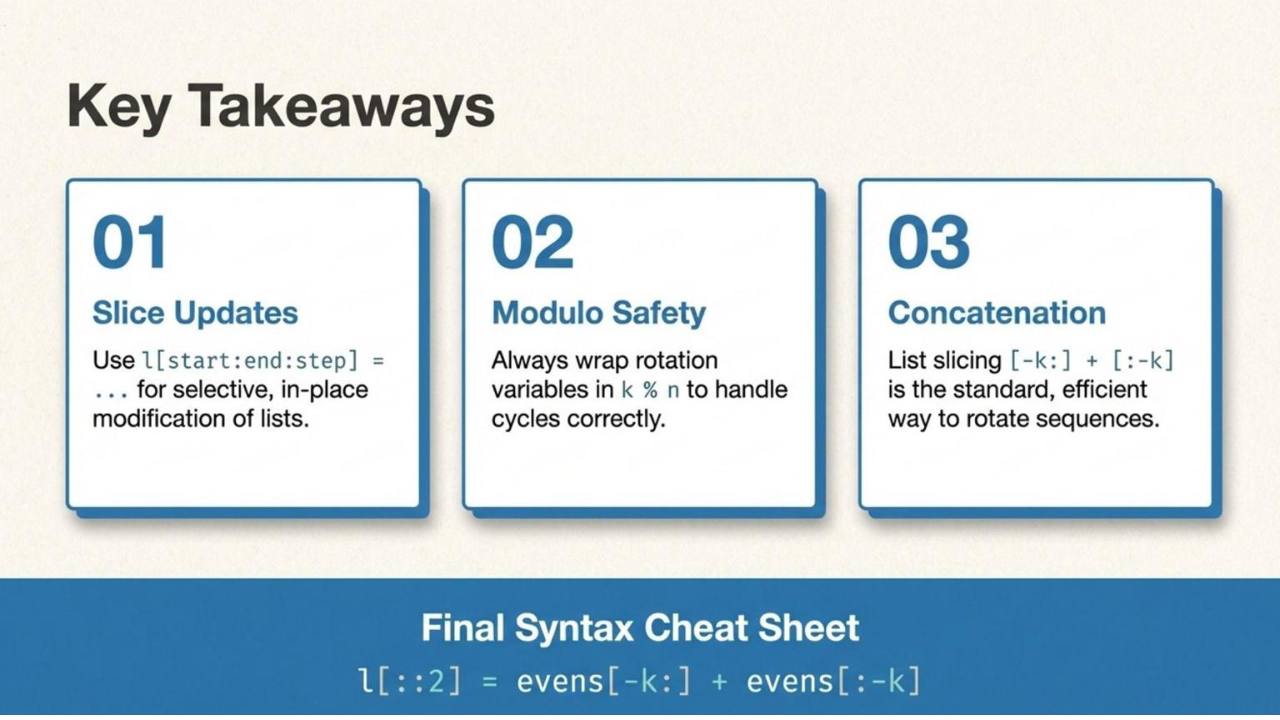 Key Takeaways
01
Slice Updates
Use l[start:end:step] =
... for selective, in-place
modification of lists.
02
Modulo Safety
Always wrap rotation
variables in k % n to handle
cycles correctly.
03
Concatenation
List slicing [-k:] + [:-k]
is the standard, efficient
way to rotate sequences.
Final Syntax Cheat Sheet
l[::2] = evens[-k:] + evens[:-k]